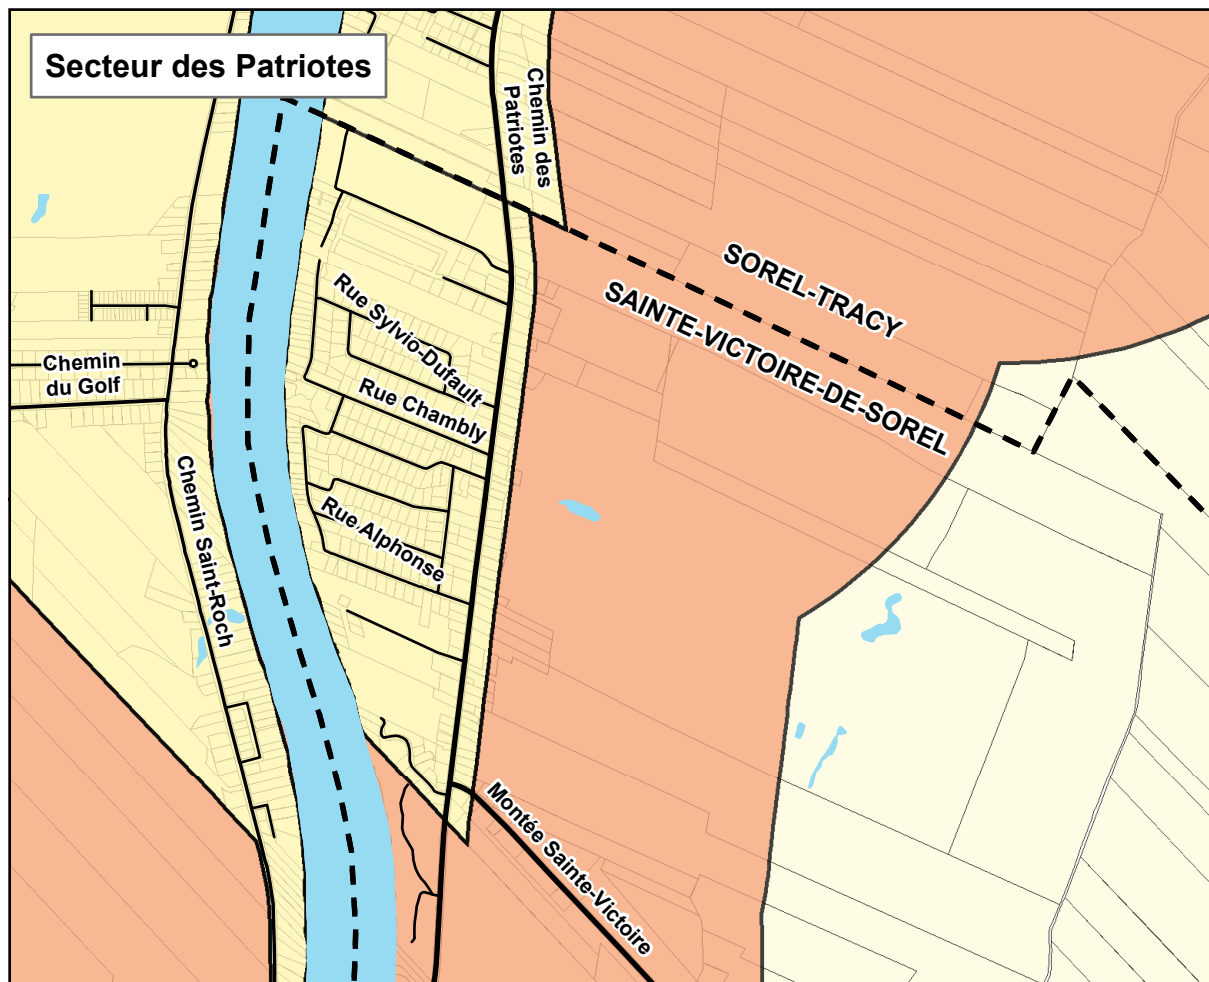 Secteur des Patriotes
Chemin des
Patriotes
SOREL-TRACY
SAINTE-VICTOIRE-DE-SOREL
Rue Sylvio-Dufault
Chemin
du Golf
Rue Chambly
Chemin Saint-Roch
Rue Alphonse
Montée Sainte-Victoire